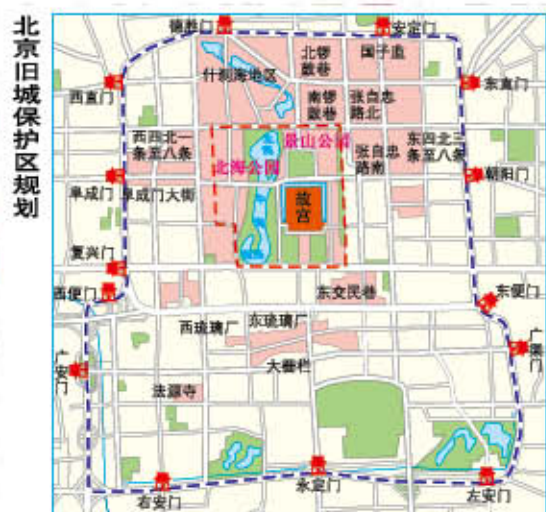 北京旧城保护区规划
德胜门
安定门
北锣
鼓巷
国子监
什刹海地区
西直门
东直门
南锣
鼓巷
张自忠
路北
西四北一
条至八条
景山公园
张自忠
路南
东四北三
条至八条
北海公园
阜成门
阜成门大街
朝阳门
故宫
复兴门
西便门
东交民巷
东便门
西琉璃厂
东琉璃厂
广渠门
大栅栏
广安门
法源寺
右安门
永定门
左安门